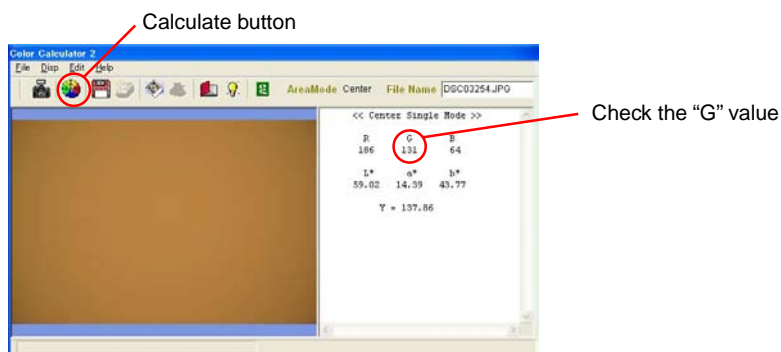 Calculate button
Color Calculator 2
File Disp Edit Help
AreaMode Center File Name DSC03254.JPG
<< Center Single Mode >>
R G B
186 131 64
L* a* b*
59.02 14.39 43.77
Y = 137.86
Check the “G” value